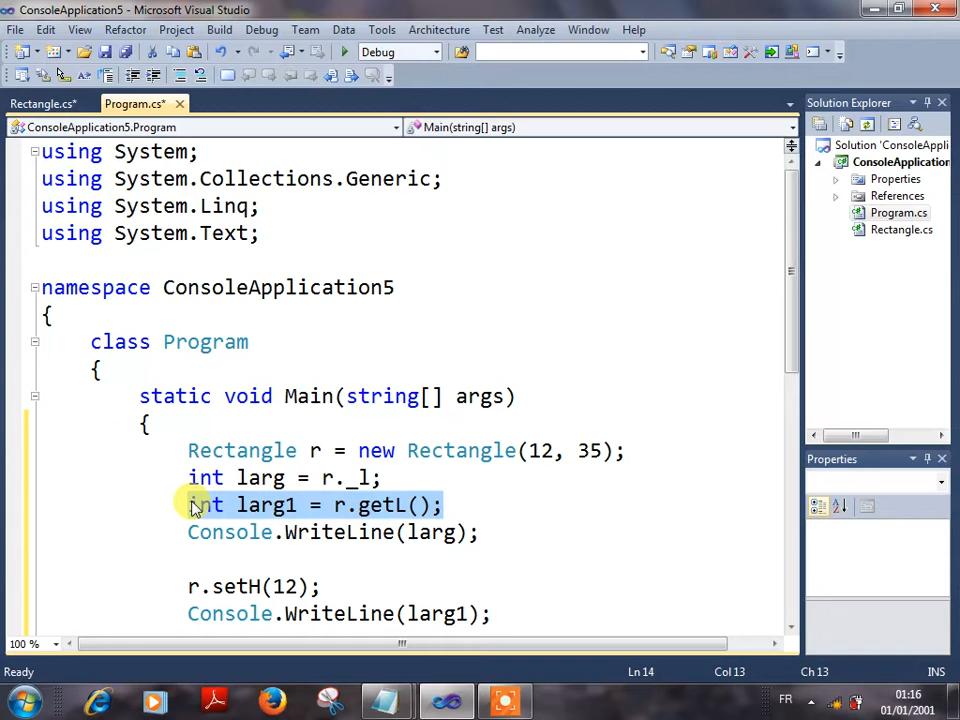 ConsoleApplication5 - Microsoft Visual Studio
File Edit View Refactor Project Build Debug Team Data Tools Architecture Test Analyze Window Help
Debug
Rectangle.cs* Program.cs*
ConsoleApplication5.Program Main(string[] args)
using System;
using System.Collections.Generic;
using System.Linq;
using System.Text;
namespace ConsoleApplication5
{
class Program
{
static void Main(string[] args)
{
Rectangle r = new Rectangle(12, 35);
int larg = r._l;
int larg1 = r.getL();
Console.WriteLine(larg);
r.setH(12);
Console.WriteLine(larg1);
100 %
Solution Explorer
Solution 'ConsoleAppli
ConsoleApplication
Properties
References
Program.cs
Rectangle.cs
Properties
Ready Ln 14 Col 13 Ch 13 INS
FR 01:16
01/01/2001